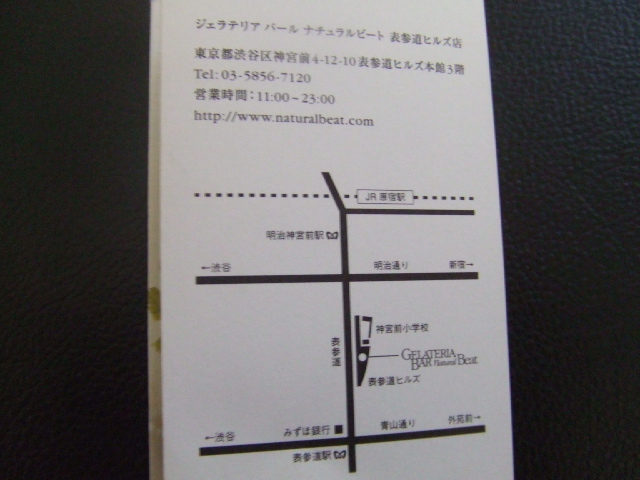 ジェラテリア バール ナチュラルビート 表参道ヒルズ店
東京都渋谷区神宮前4-12-10表参道ヒルズ本館3階
Tel: 03-5856-7120
営業時間：11:00～23:00
http://www.naturalbeat.com
JR 原宿駅
明治神宮前駅
←渋谷
明治通り
新宿→
神宮前小学校
表参道
GELATERIA
BAR Natural Beat
表参道ヒルズ
みずほ銀行
青山通り
外苑前→
←渋谷
表参道駅